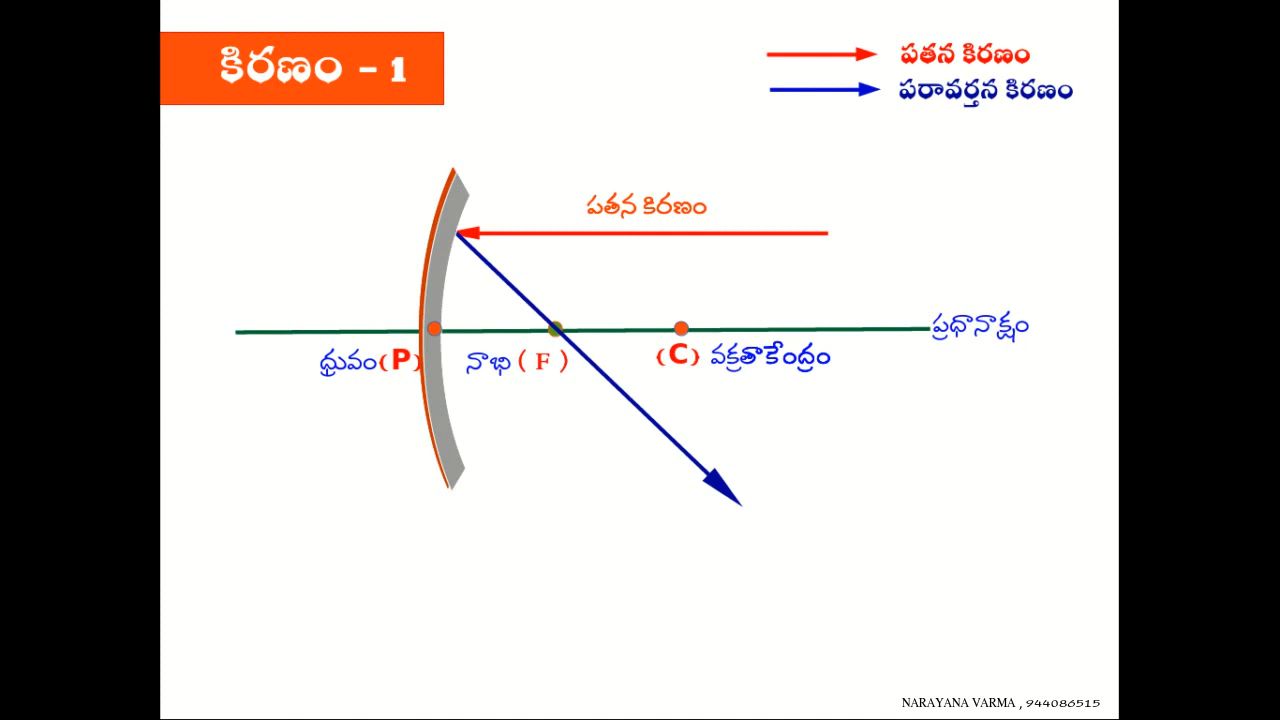 కిరణం - 1
పతన కిరణం
పరావర్తన కిరణం
పతన కిరణం
ప్రధానాక్షం
ధ్రువం(P) నాభి ( F ) (C) వక్రతాకేంద్రం
NARAYANA VARMA , 944086515